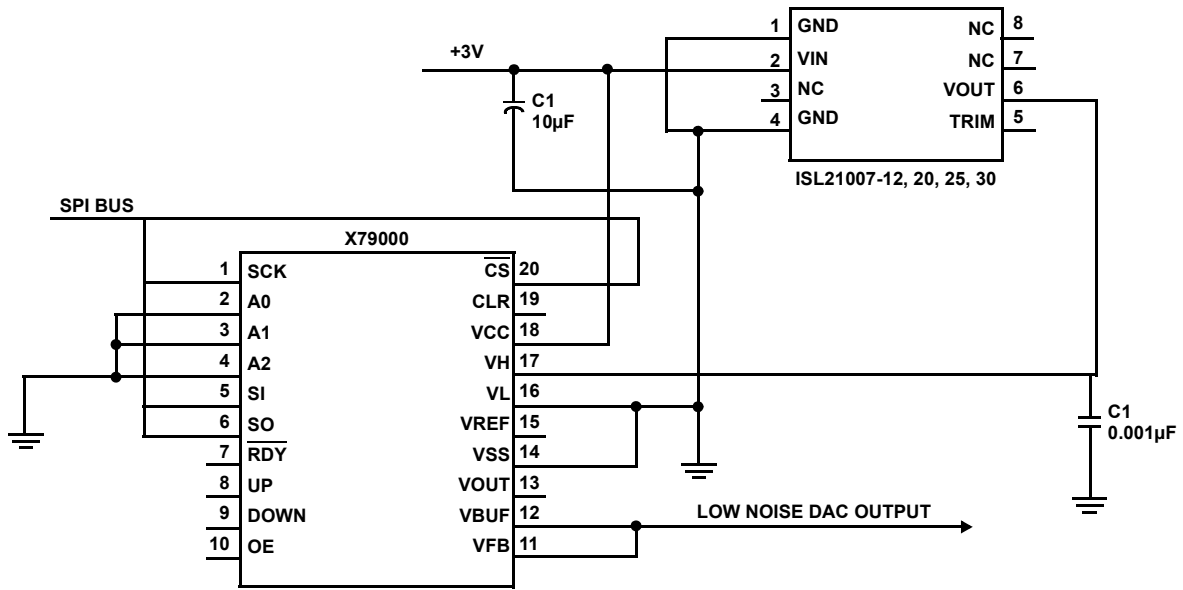 +3V
C1
10µF
1 GND
2 VIN
3 NC
4 GND
NC 8
NC 7
VOUT 6
TRIM 5
ISL21007-12, 20, 25, 30
SPI BUS
X79000
1 SCK
2 A0
3 A1
4 A2
5 SI
6 SO
7 RDY
8 UP
9 DOWN
10 OE
CS 20
CLR 19
VCC 18
VH 17
VL 16
VREF 15
VSS 14
VOUT 13
VBUF 12
VFB 11
C1
0.001µF
LOW NOISE DAC OUTPUT